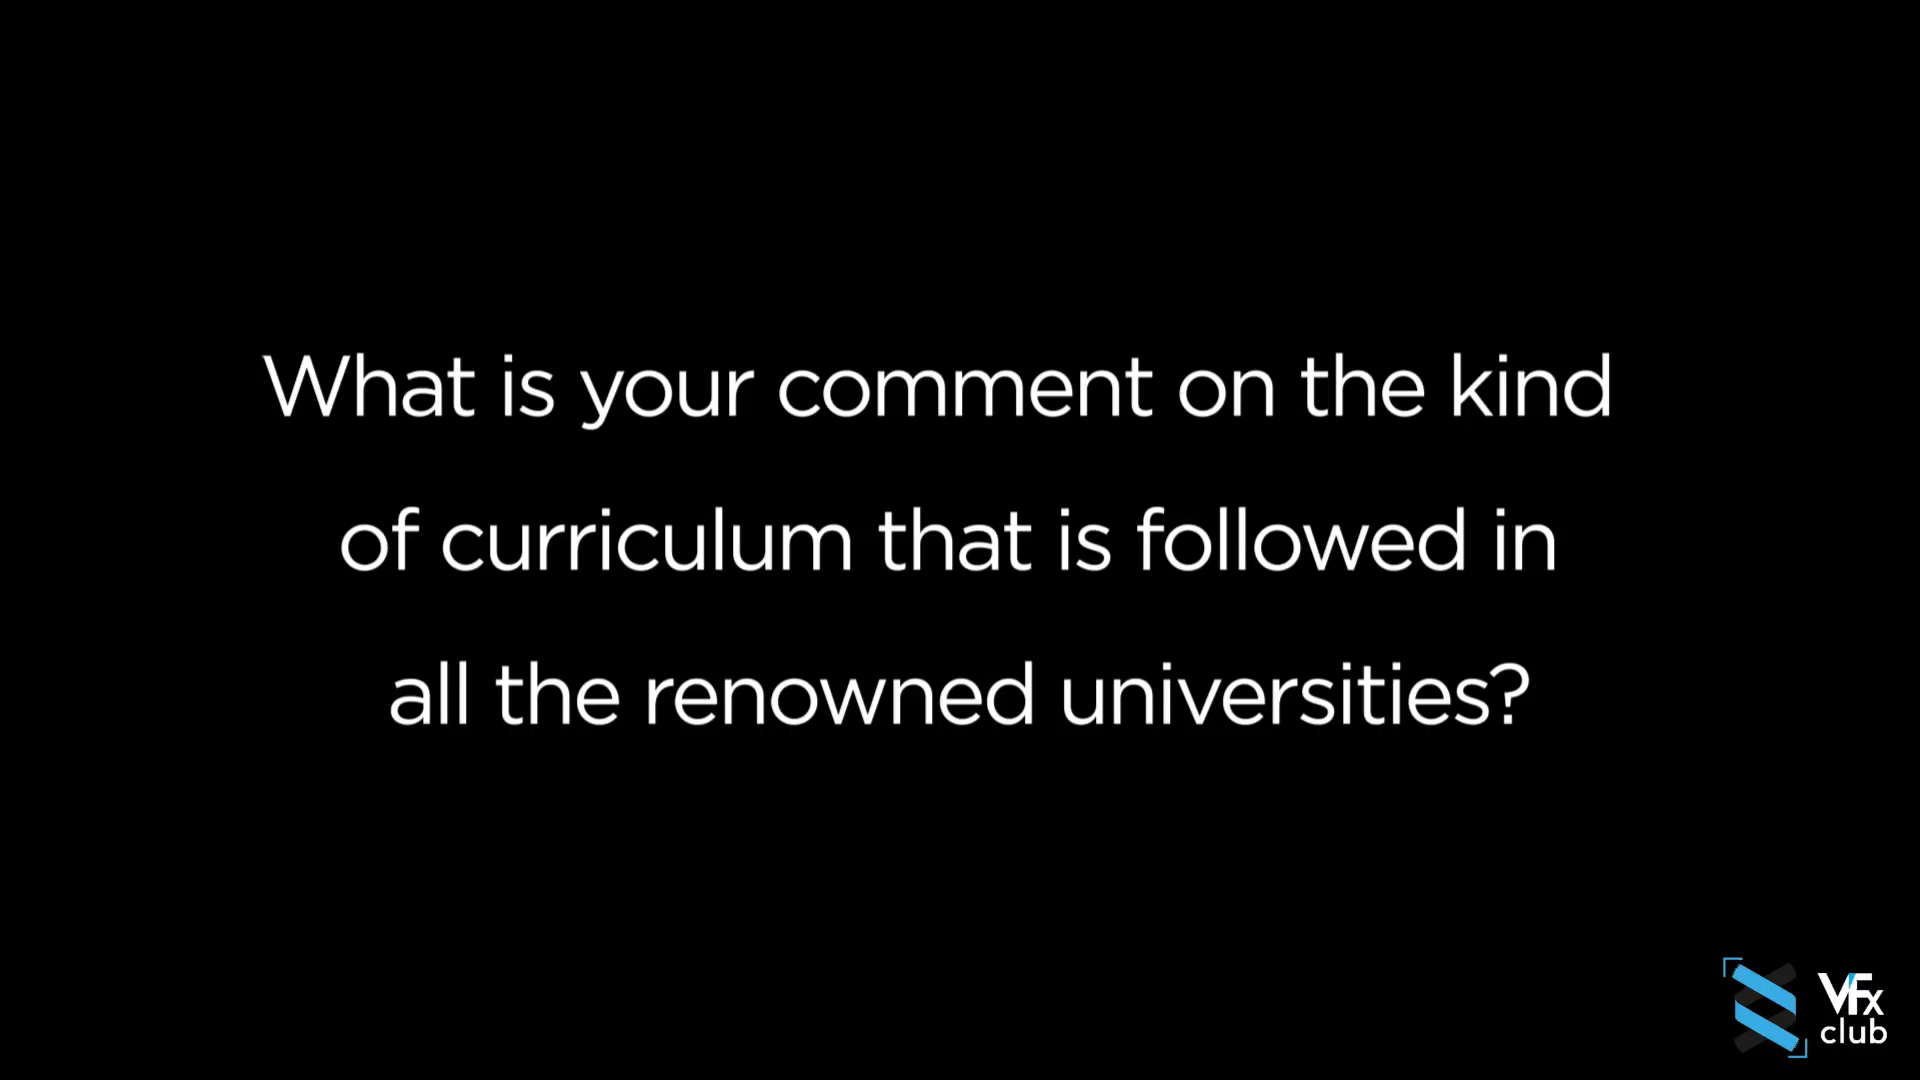 What is your comment on the kind
of curriculum that is followed in
all the renowned universities?
VFx
club